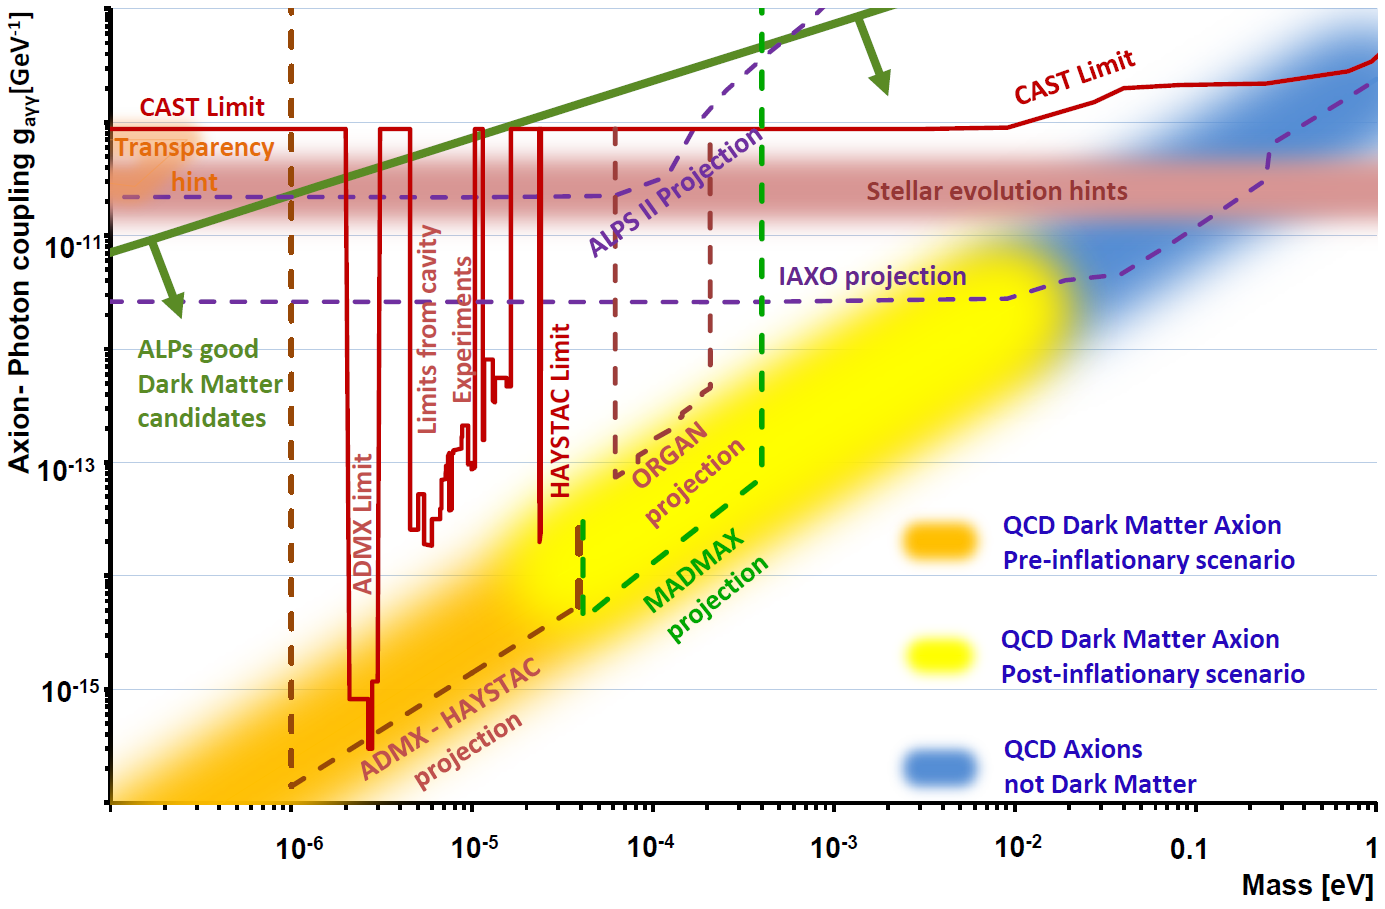 Axion- Photon coupling gaγγ[GeV-1]
CAST Limit
CAST Limit
Transparency
hint
Stellar evolution hints
ALPS II Projection
10-11
IAXO projection
Limits from cavity
Experiments
ALPs good
Dark Matter
candidates
HAYSTAC Limit
ADMX Limit
10-13
ORGAN
projection
MADMAX
projection
QCD Dark Matter Axion
Pre-inflationary scenario
QCD Dark Matter Axion
Post-inflationary scenario
10-15
ADMX - HAYSTAC
projection
QCD Axions
not Dark Matter
10-6
10-5
10-4
10-3
10-2
0.1
1
Mass [eV]